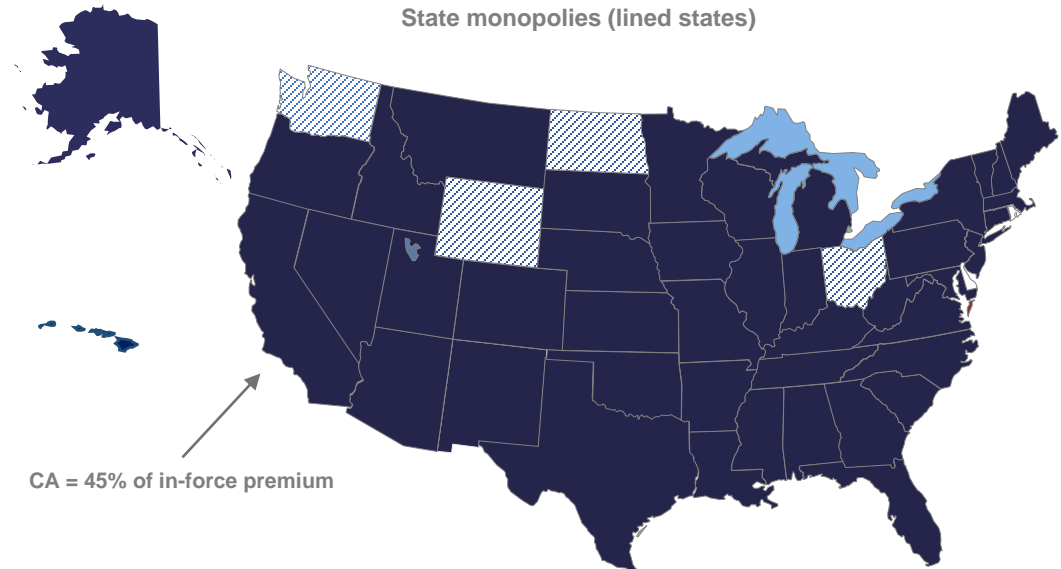 State monopolies (lined states)
CA = 45% of in-force premium